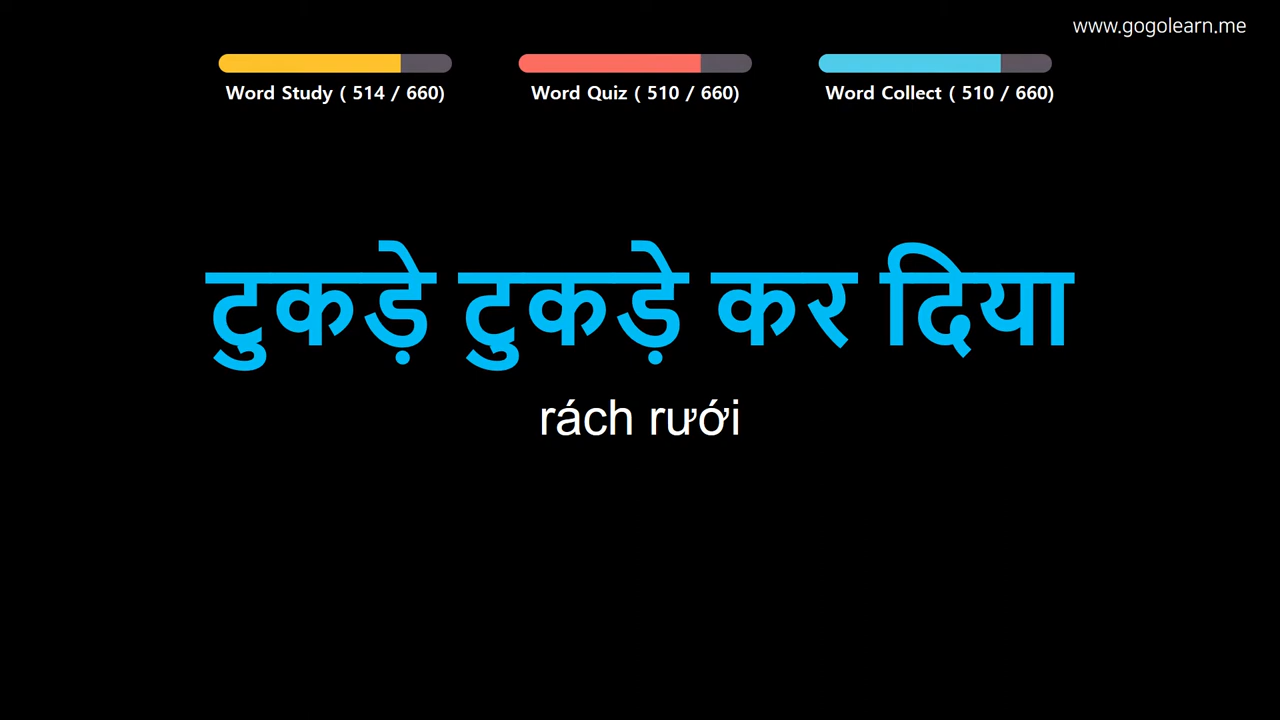 www.gogolearn.me
Word Study ( 514 / 660)
Word Quiz ( 510 / 660)
Word Collect ( 510 / 660)
टुकड़े टुकड़े कर दिया
rách rưới